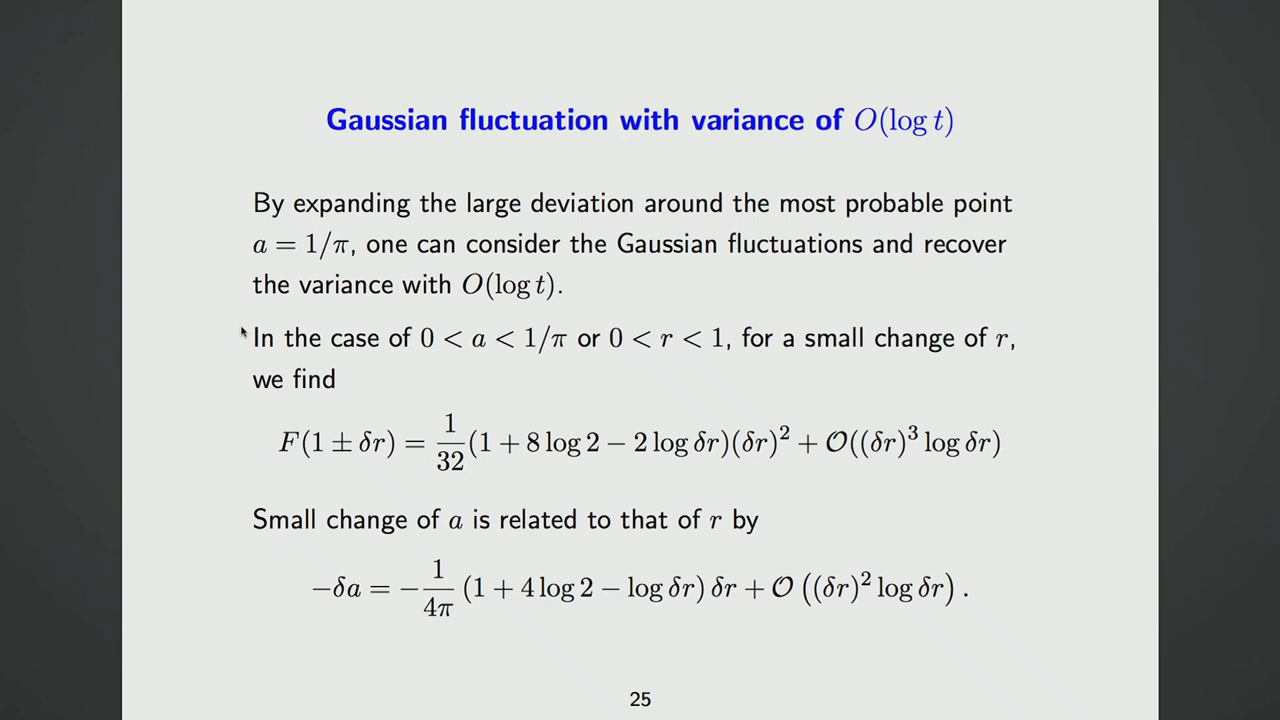 Gaussian fluctuation with variance of O(log t)
By expanding the large deviation around the most probable point
a = 1/π, one can consider the Gaussian fluctuations and recover
the variance with O(log t).
In the case of 0 < a < 1/π or 0 < r < 1, for a small change of r,
we find
F(1 ± δr) = \frac{1}{32}(1 + 8 log 2 − 2 log δr)(δr)^2 + 𝒪((δr)^3 log δr)
Small change of a is related to that of r by
−δa = −\frac{1}{4π} (1 + 4 log 2 − log δr) δr + 𝒪 ((δr)^2 log δr) .
25